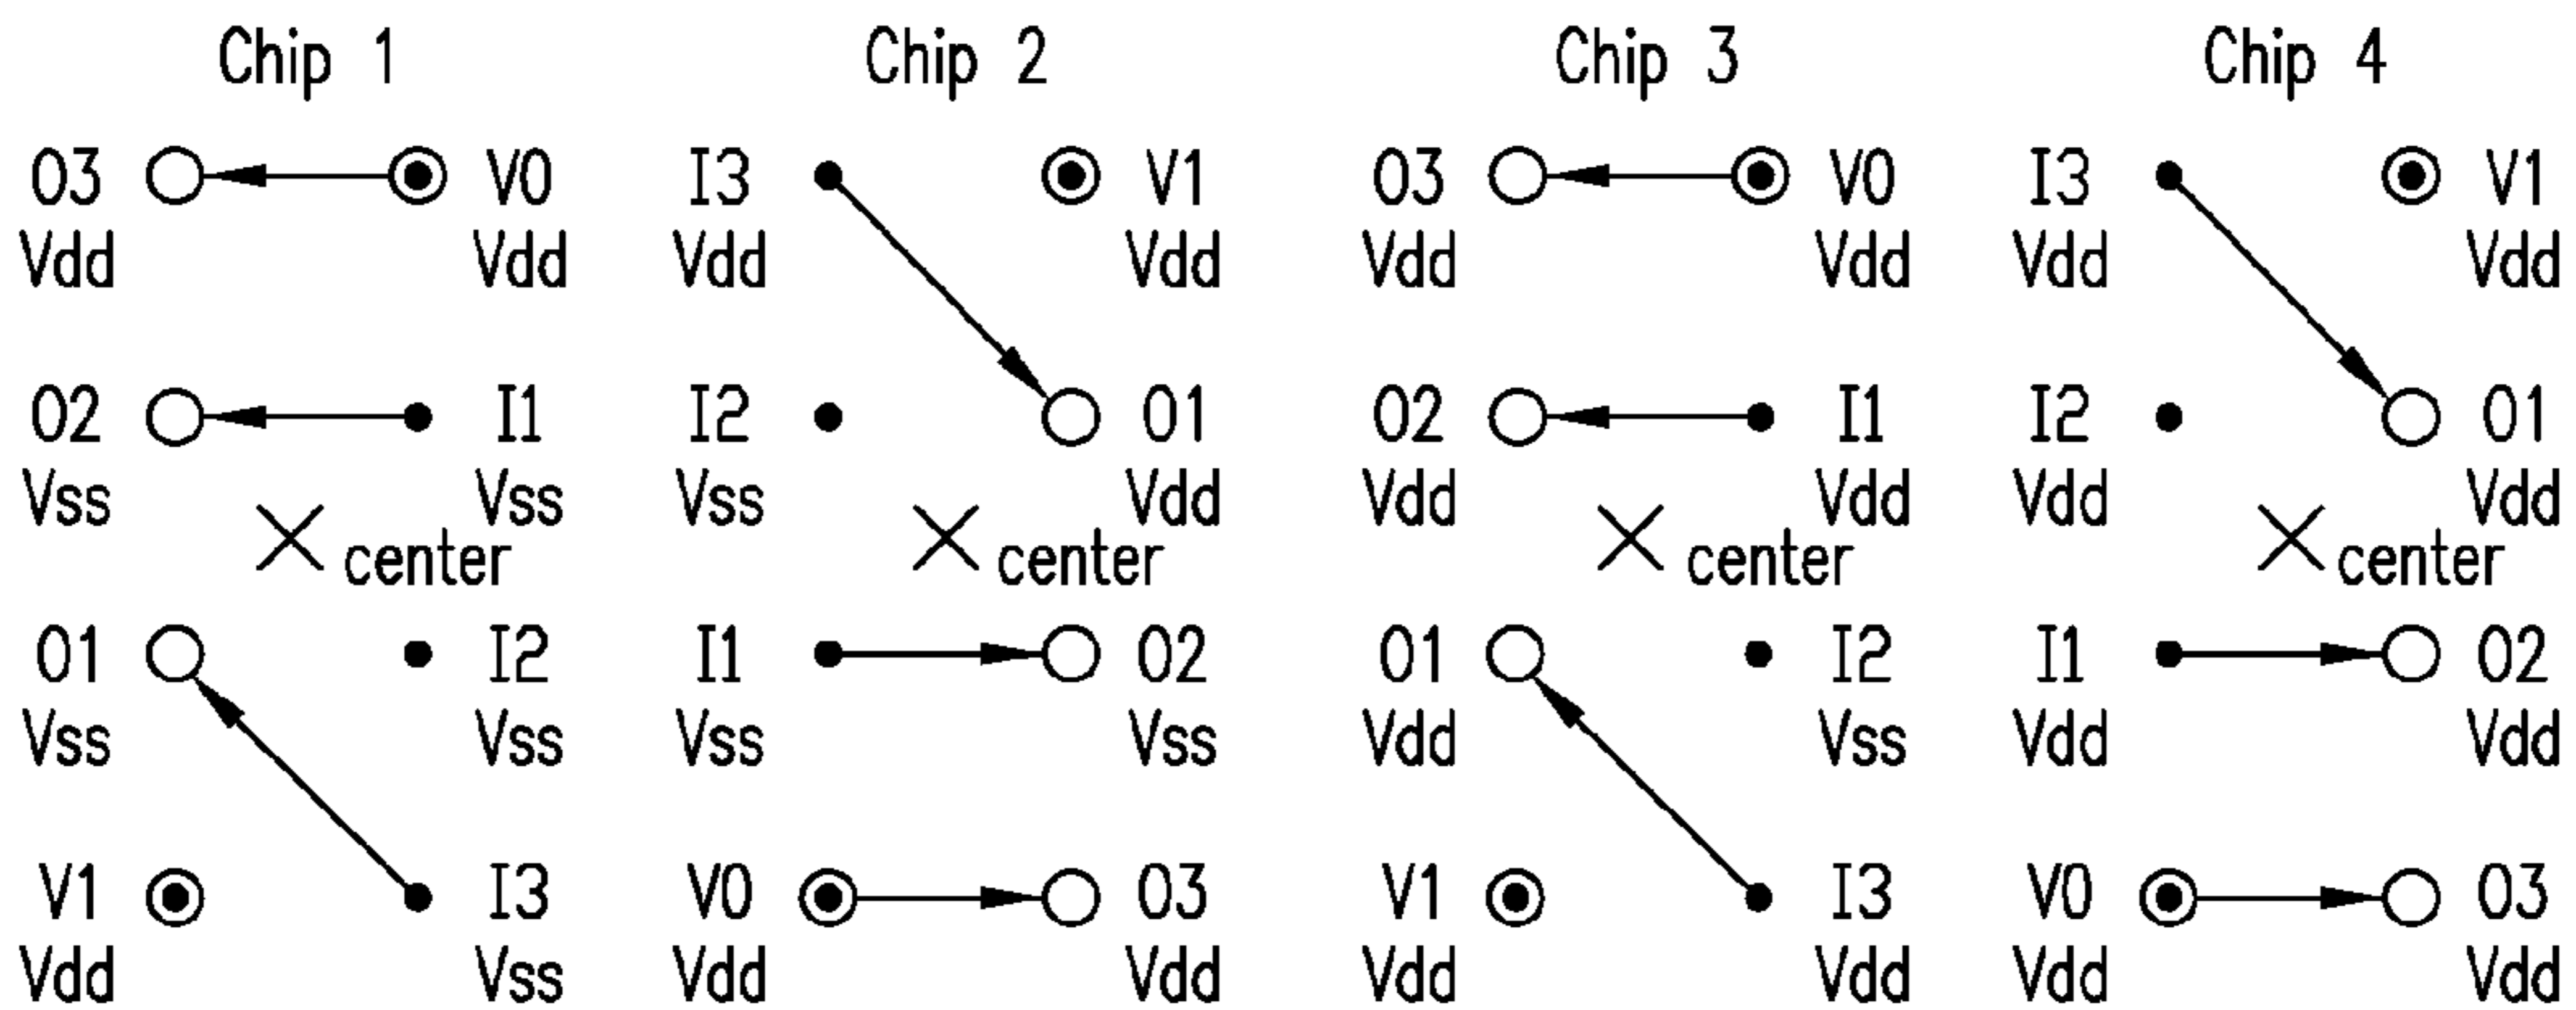 Chip 1 Chip 2 Chip 3 Chip 4
O3 V0 I3 V1 O3 V0 I3 V1
Vdd Vdd Vdd Vdd Vdd Vdd Vdd Vdd
O2 I1 I2 O1 O2 I1 I2 O1
Vss Vss Vss Vdd Vdd Vdd Vdd Vdd
center center center center
O1 I2 I1 O2 O1 I2 I1 O2
Vss Vss Vss Vss Vdd Vss Vdd Vdd
V1 I3 V0 O3 V1 I3 V0 O3
Vdd Vss Vdd Vdd Vdd Vdd Vdd Vdd